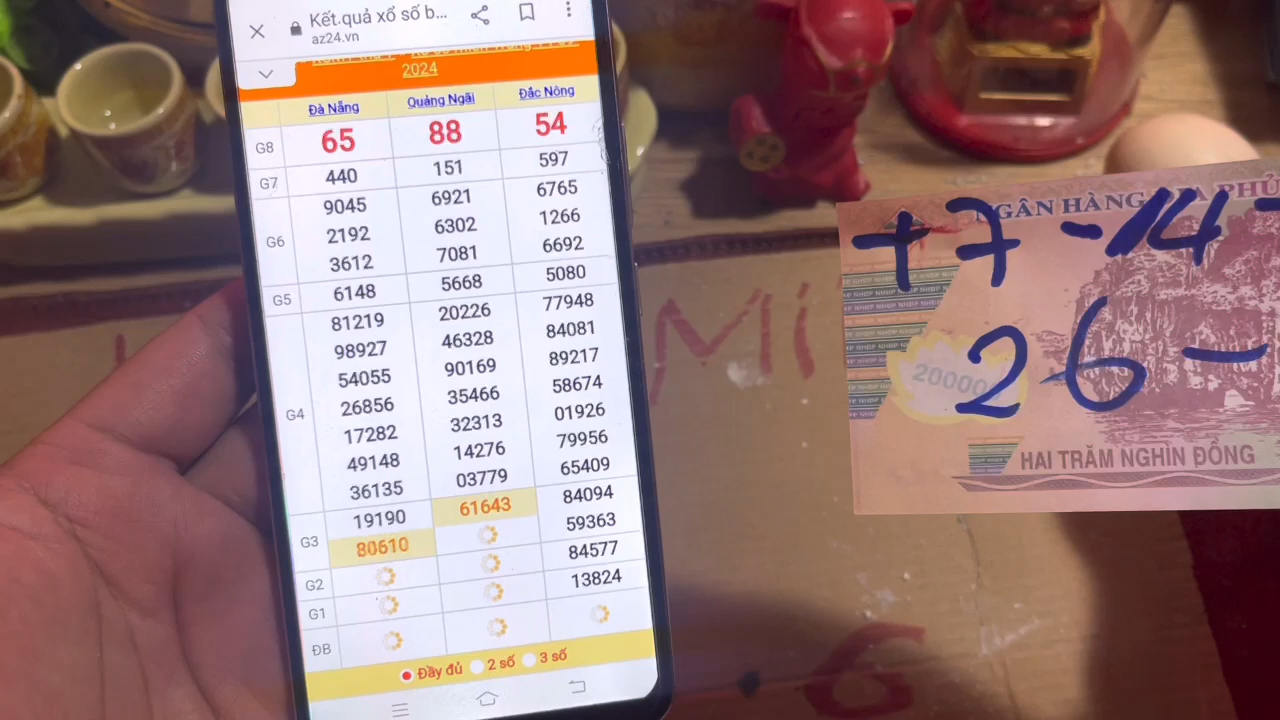 Kết.quả xổ số b...
az24.vn
2024
Đà Nẵng Quảng Ngãi Đắc Nông
G8 65 88 54
G7 440 151 597
9045 6921 6765
G6 2192 6302 1266
3612 7081 6692
G5 6148 5668 5080
81219 20226 77948
98927 46328 84081
54055 90169 89217
G4 26856 35466 58674
17282 32313 01926
49148 14276 79956
36135 03779 65409
G3 19190 61643 84094
80610 59363
G2 84577
G1 13824
ĐB
Đầy đủ 2 số 3 số
NGÂN HÀNG
+7-14-
26-
20000
HAI TRĂM NGHÌN ĐỒNG
Mi
6